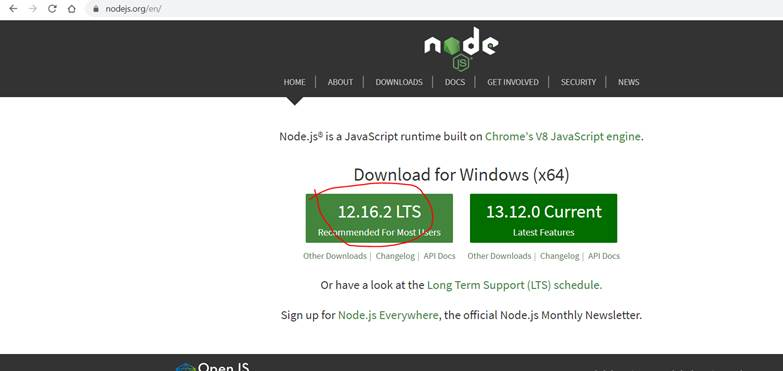 nodejs.org/en/
node
JS
HOME | ABOUT | DOWNLOADS | DOCS | GET INVOLVED | SECURITY | NEWS
Node.js® is a JavaScript runtime built on Chrome's V8 JavaScript engine.
Download for Windows (x64)
12.16.2 LTS
Recommended For Most Users
13.12.0 Current
Latest Features
Other Downloads | Changelog | API Docs
Other Downloads | Changelog | API Docs
Or have a look at the Long Term Support (LTS) schedule.
Sign up for Node.js Everywhere, the official Node.js Monthly Newsletter.
OpenJS